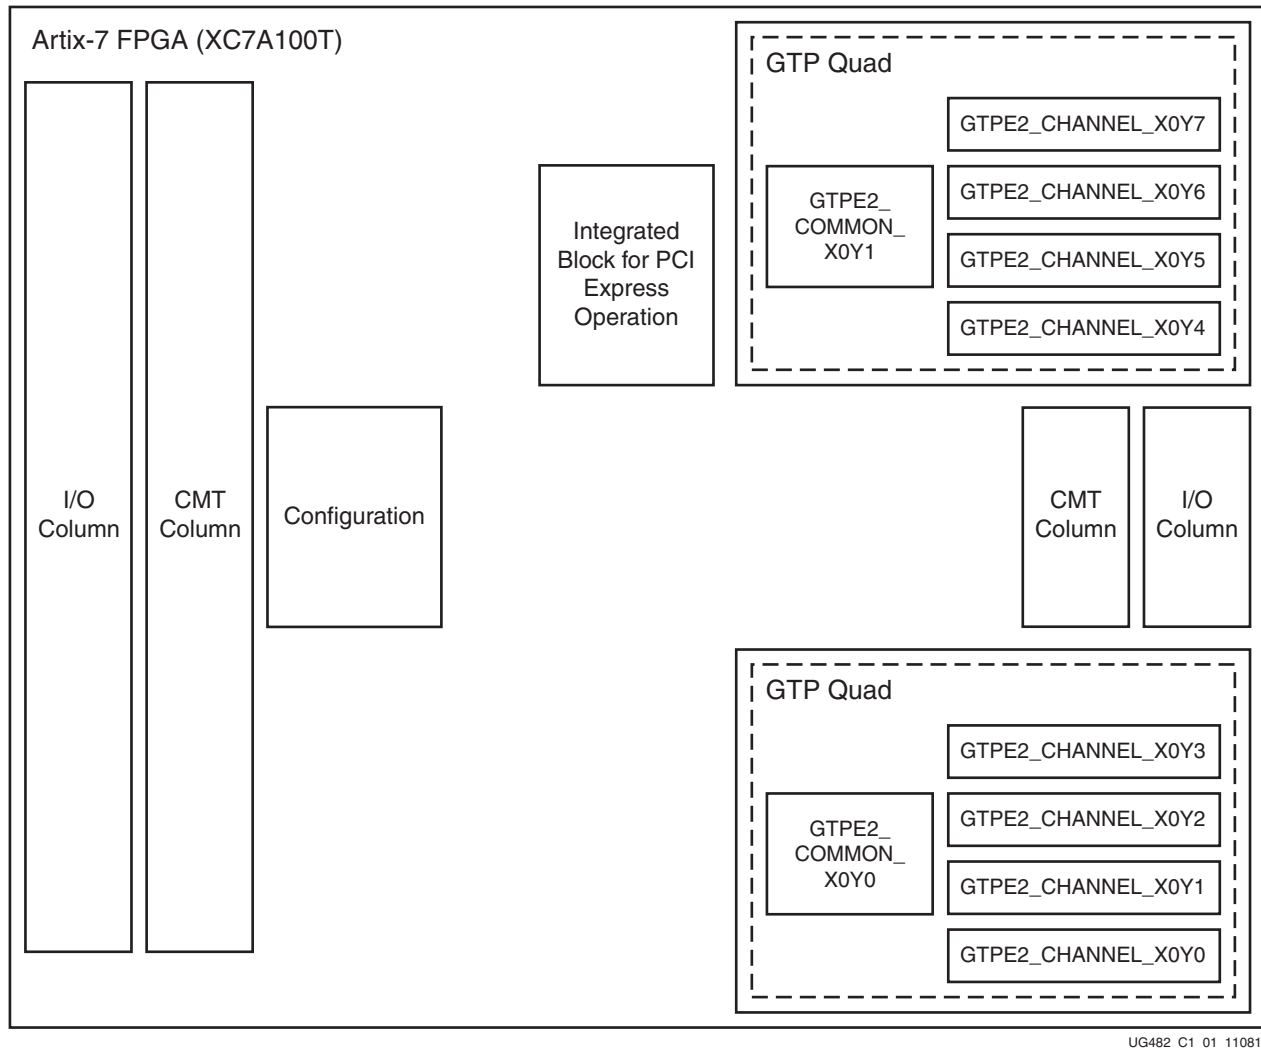 Artix-7 FPGA (XC7A100T)
GTP Quad
GTPE2_CHANNEL_X0Y7
GTPE2_CHANNEL_X0Y6
GTPE2_
COMMON_
X0Y1
GTPE2_CHANNEL_X0Y5
GTPE2_CHANNEL_X0Y4
Integrated
Block for PCI
Express
Operation
I/O
Column
CMT
Column
Configuration
CMT
Column
I/O
Column
GTP Quad
GTPE2_CHANNEL_X0Y3
GTPE2_CHANNEL_X0Y2
GTPE2_
COMMON_
X0Y0
GTPE2_CHANNEL_X0Y1
GTPE2_CHANNEL_X0Y0
UG482_C1_01_11081